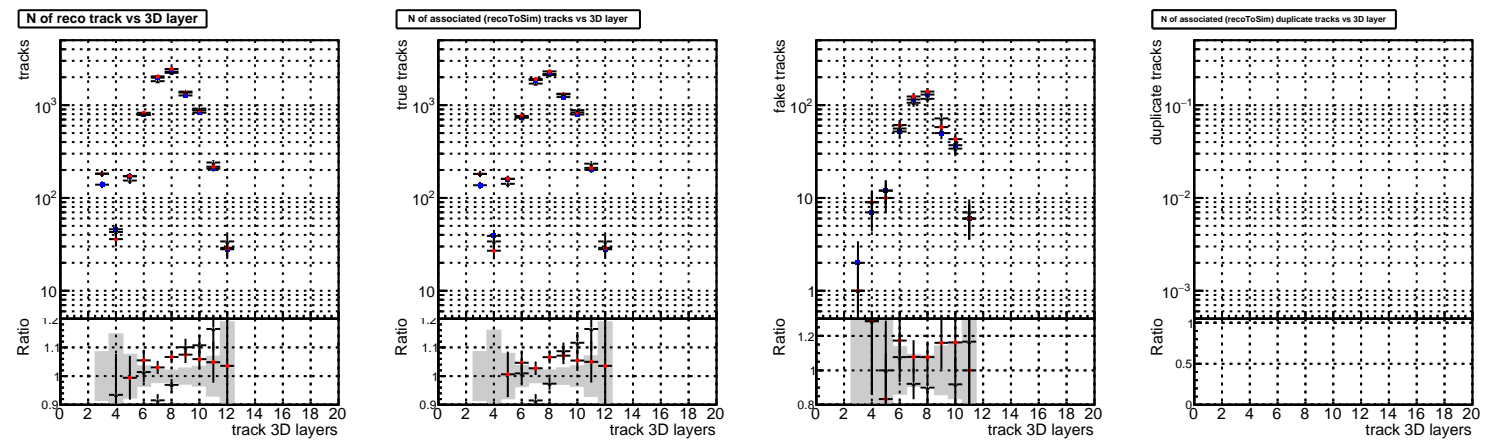 N of reco track vs 3D layer
tracks
10³
10²
10
Ratio
1.2
1.1
1
0.9
0 2 4 6 8 10 12 14 16 18 20
track 3D layers
N of associated (recoToSim) tracks vs 3D layer
true tracks
10³
10²
10
Ratio
1.2
1.1
1
0.9
0 2 4 6 8 10 12 14 16 18 20
track 3D layers
fake tracks
10²
10
1
Ratio
1.2
1
0.8
0 2 4 6 8 10 12 14 16 18 20
track 3D layers
N of associated (recoToSim) duplicate tracks vs 3D layer
duplicate tracks
10⁻¹
10⁻²
10⁻³
Ratio
1
0.5
0
0 2 4 6 8 10 12 14 16 18 20
track 3D layers